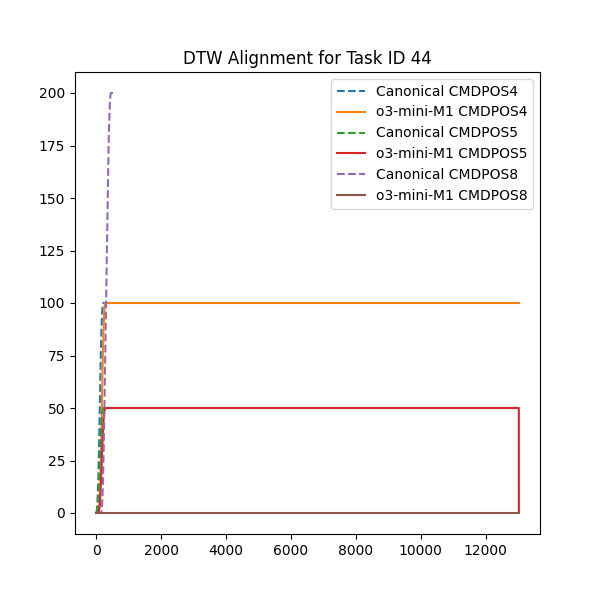 DTW Alignment for Task ID 44
Canonical CMDPOS4
o3-mini-M1 CMDPOS4
Canonical CMDPOS5
o3-mini-M1 CMDPOS5
Canonical CMDPOS8
o3-mini-M1 CMDPOS8
200
175
150
125
100
75
50
25
0
0 2000 4000 6000 8000 10000 12000